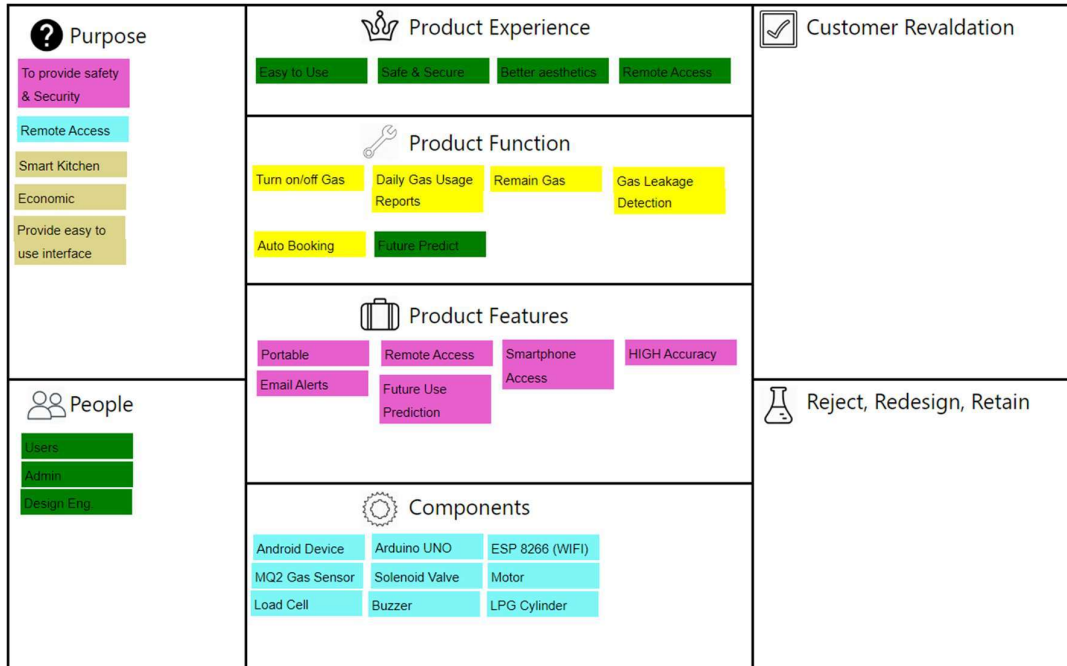 Purpose
To provide safety
& Security
Remote Access
Smart Kitchen
Economic
Provide easy to
use interface
People
Users
Admin
Design Eng.
Product Experience
Easy to Use
Safe & Secure
Better aesthetics
Remote Access
Product Function
Turn on/off Gas
Daily Gas Usage
Reports
Remain Gas
Gas Leakage
Detection
Auto Booking
Future Predict
Product Features
Portable
Remote Access
Smartphone
Access
HIGH Accuracy
Email Alerts
Future Use
Prediction
Components
Android Device
Arduino UNO
ESP 8266 (WIFI)
MQ2 Gas Sensor
Solenoid Valve
Motor
Load Cell
Buzzer
LPG Cylinder
Customer Revaldation
Reject, Redesign, Retain